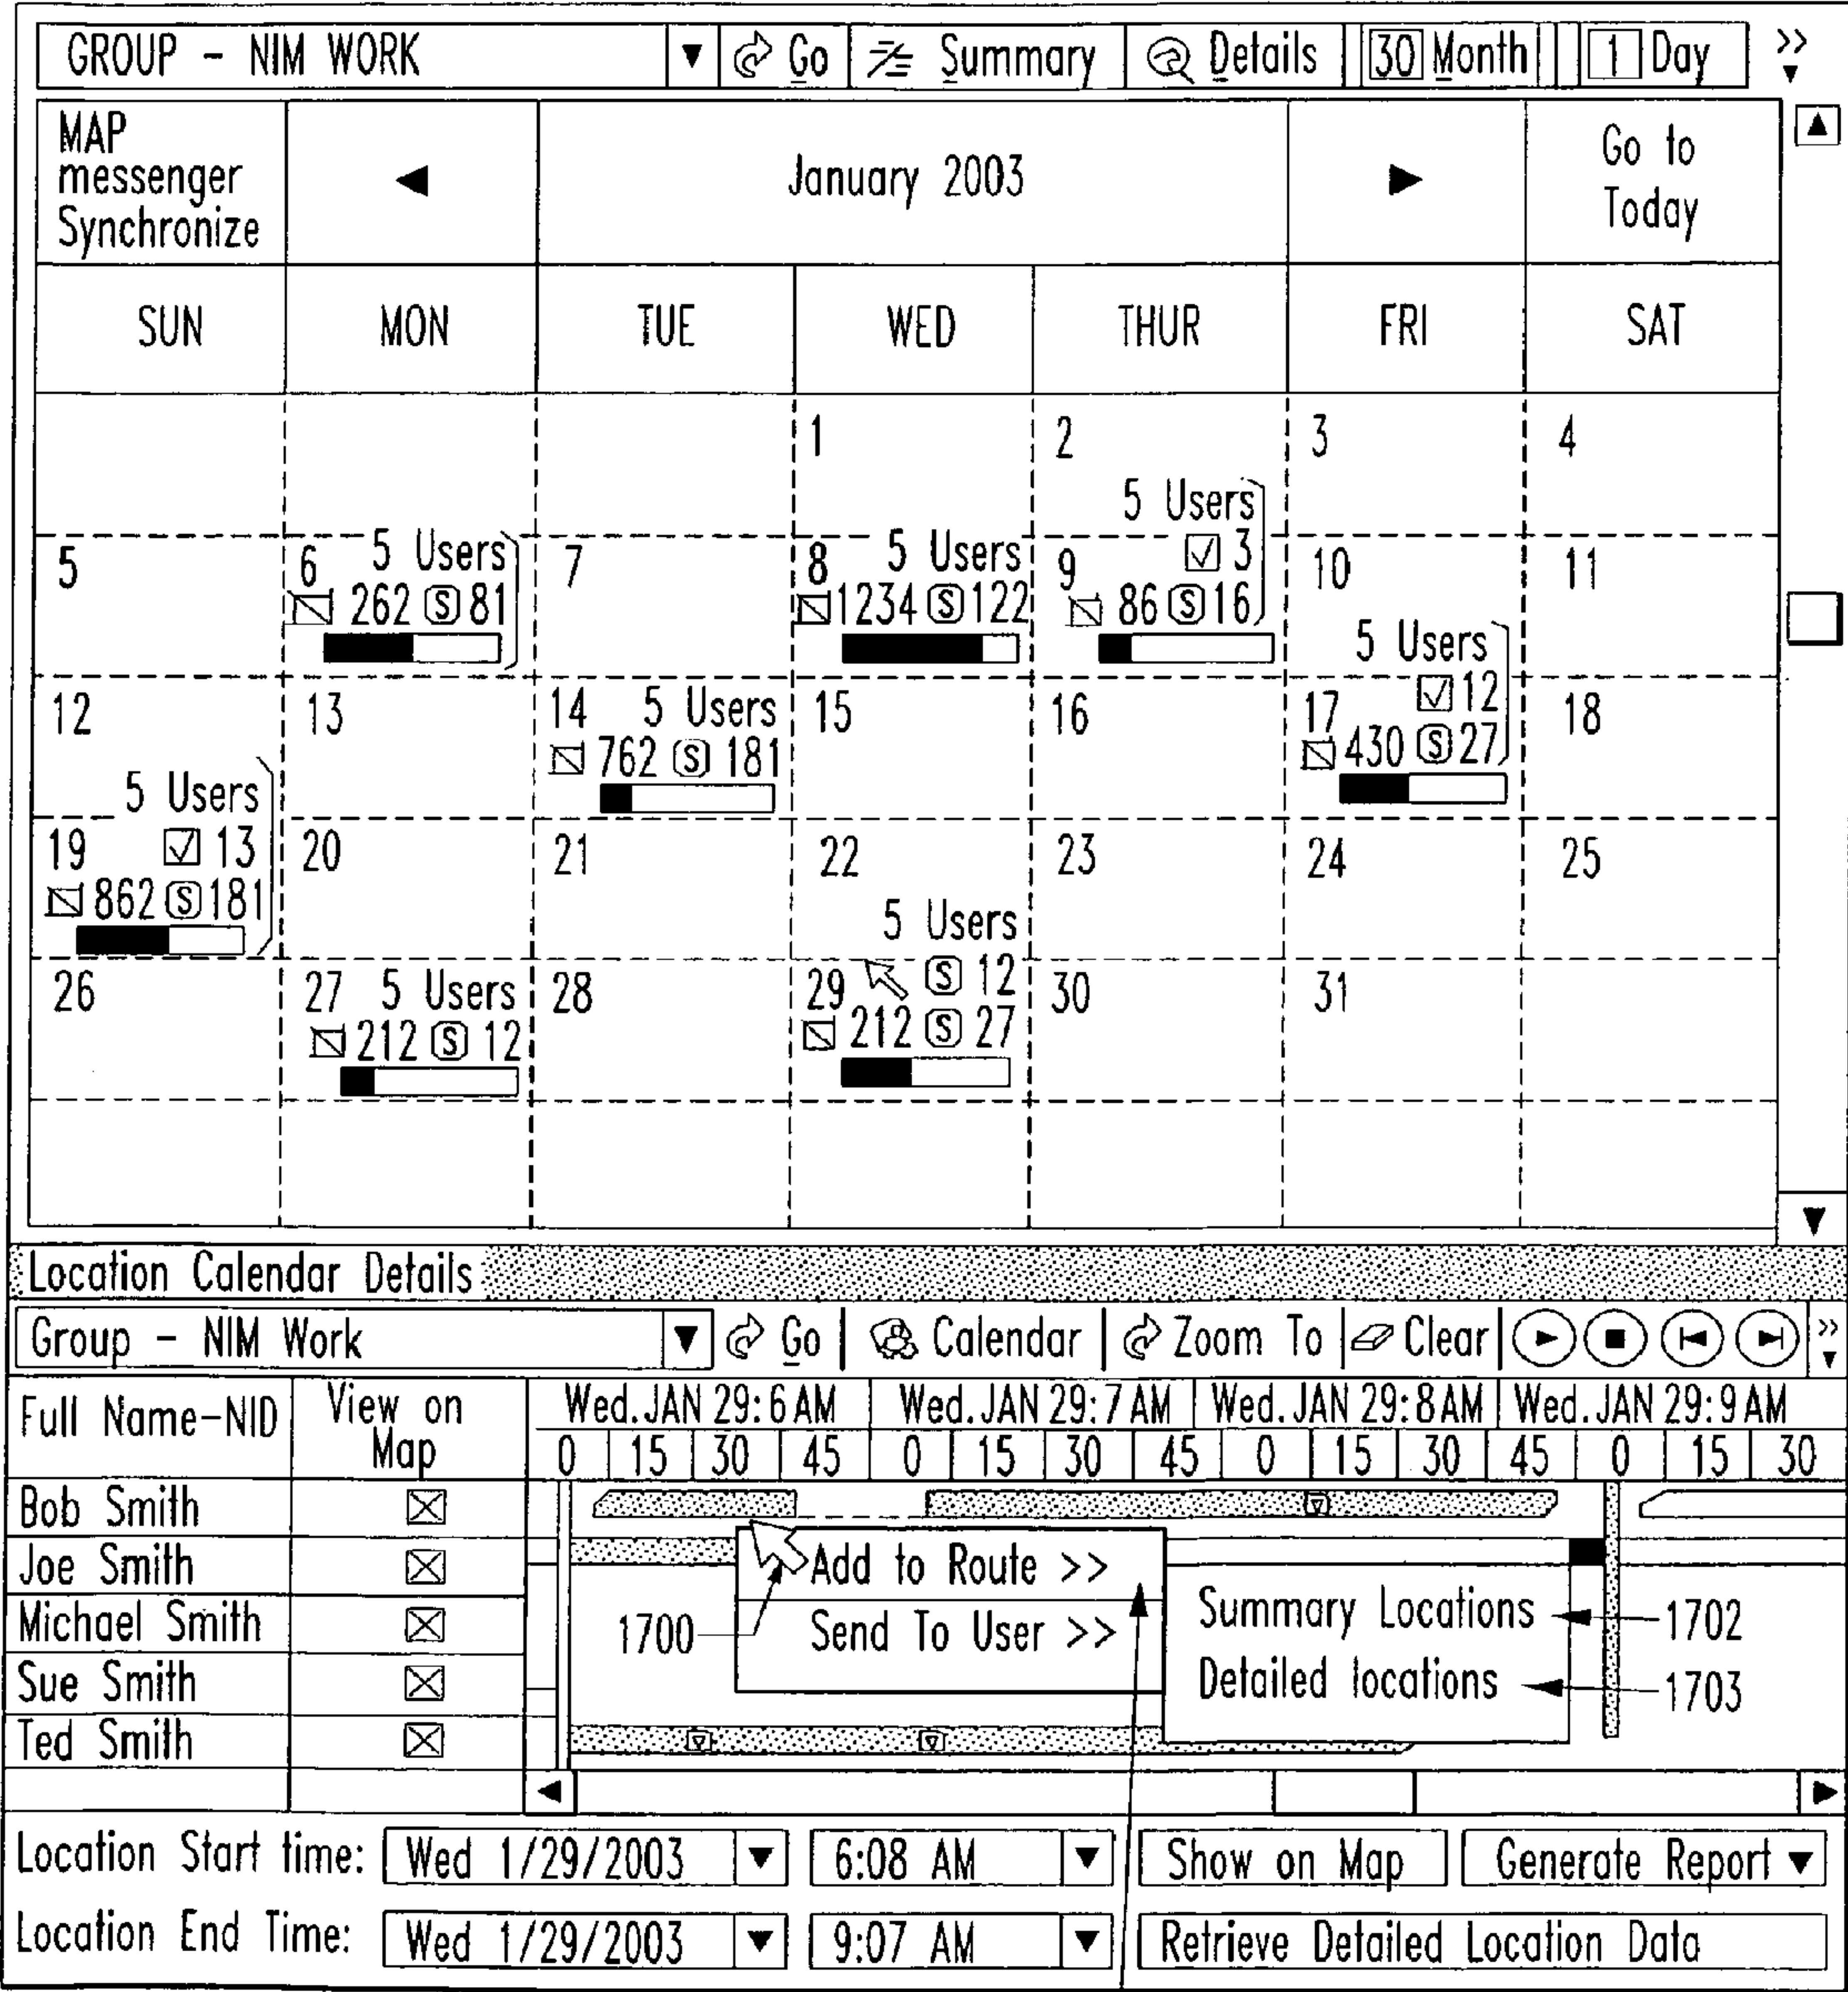 GROUP - NIM WORK ▼ Go Summary Details 30 Month 1 Day >>
MAP messenger Synchronize ◀ January 2003 ▶ Go to Today
SUN MON TUE WED THUR FRI SAT
1 2 3 4
5 Users
5 6 5 Users 7 8 5 Users 9 ☑ 3 10 11
262 Ⓢ 81 1234 Ⓢ 122 86 Ⓢ 16
5 Users
12 13 14 5 Users 15 16 17 ☑ 12 18
762 Ⓢ 181 430 Ⓢ 27
5 Users
19 ☑ 13 20 21 22 23 24 25
862 Ⓢ 181
5 Users
26 27 5 Users 28 29 Ⓢ 12 30 31
212 Ⓢ 12 212 Ⓢ 27
Location Calendar Details
Group - NIM Work ▼ Go Calendar Zoom To Clear >>
Full Name-NID View on Map Wed.JAN 29:6 AM Wed.JAN 29:7 AM Wed.JAN 29:8AM Wed.JAN 29:9 AM
0 15 30 45 0 15 30 45 0 15 30 45 0 15 30
Bob Smith
Joe Smith Add to Route >>
Michael Smith 1700 Send To User >> Summary Locations 1702
Sue Smith Detailed locations 1703
Ted Smith
Location Start time: Wed 1/29/2003 ▼ 6:08 AM ▼ Show on Map Generate Report ▼
Location End Time: Wed 1/29/2003 ▼ 9:07 AM ▼ Retrieve Detailed Location Data